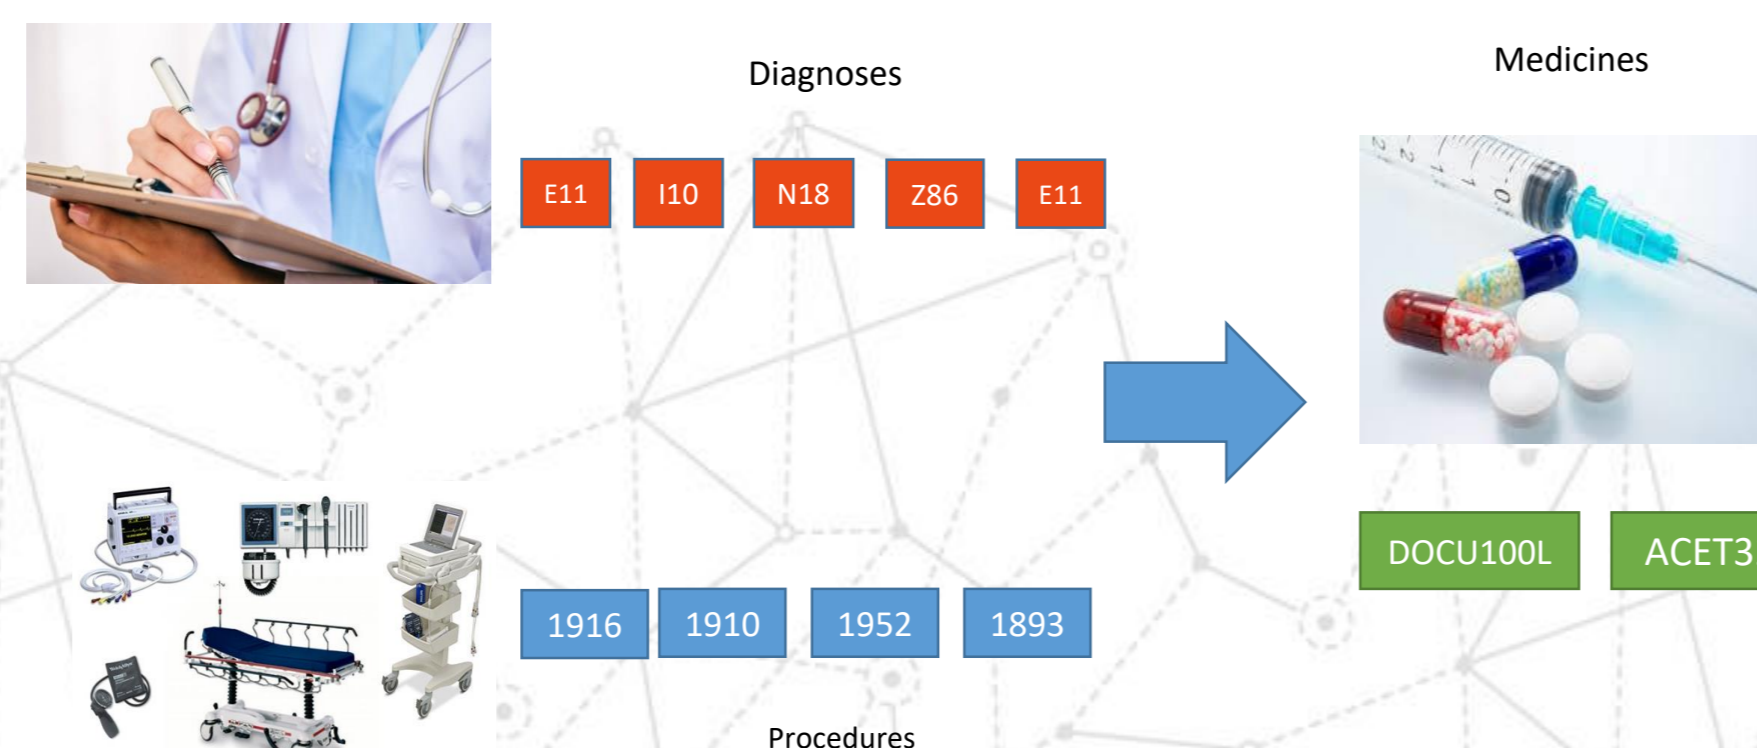 Diagnoses
Medicines
E11 I10 N18 Z86 E11
DOCU100L ACET3
1916 1910 1952 1893
Procedures